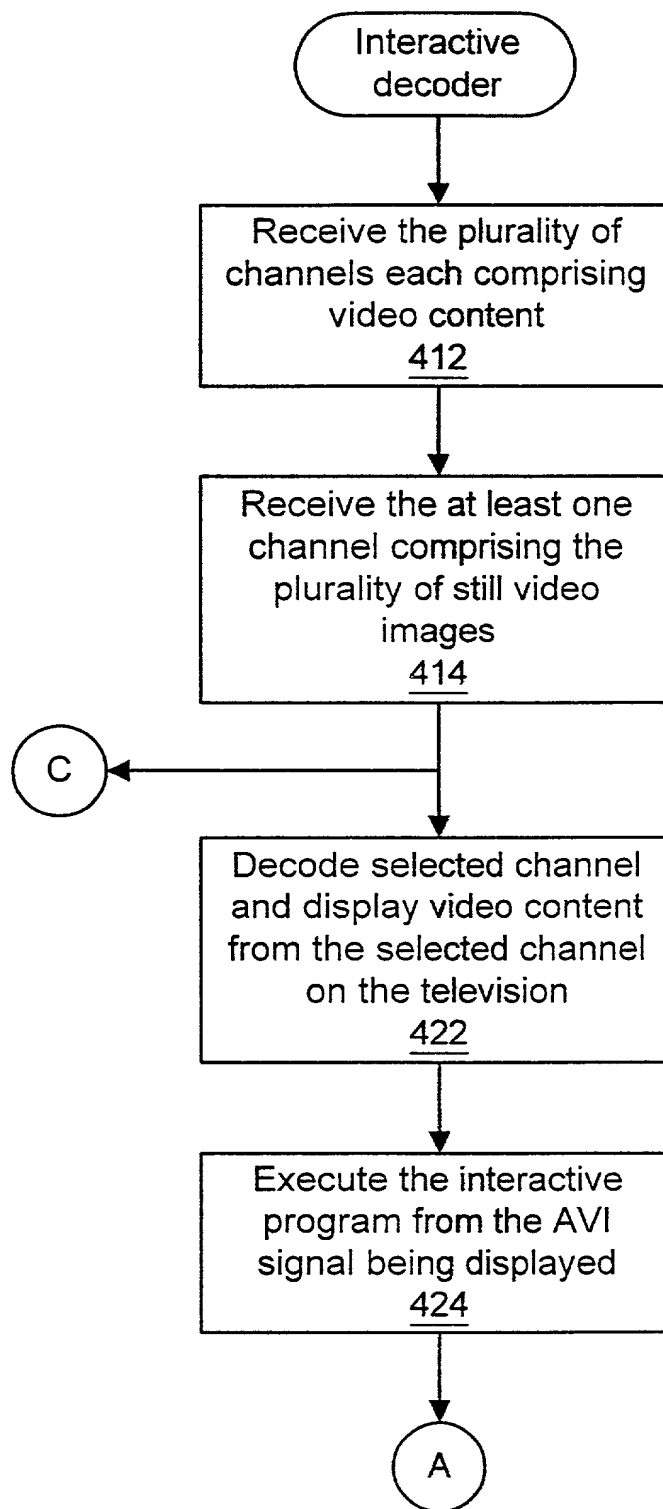 Interactive
decoder
Receive the plurality of
channels each comprising
video content
412
Receive the at least one
channel comprising the
plurality of still video
images
414
C
Decode selected channel
and display video content
from the selected channel
on the television
422
Execute the interactive
program from the AVI
signal being displayed
424
A